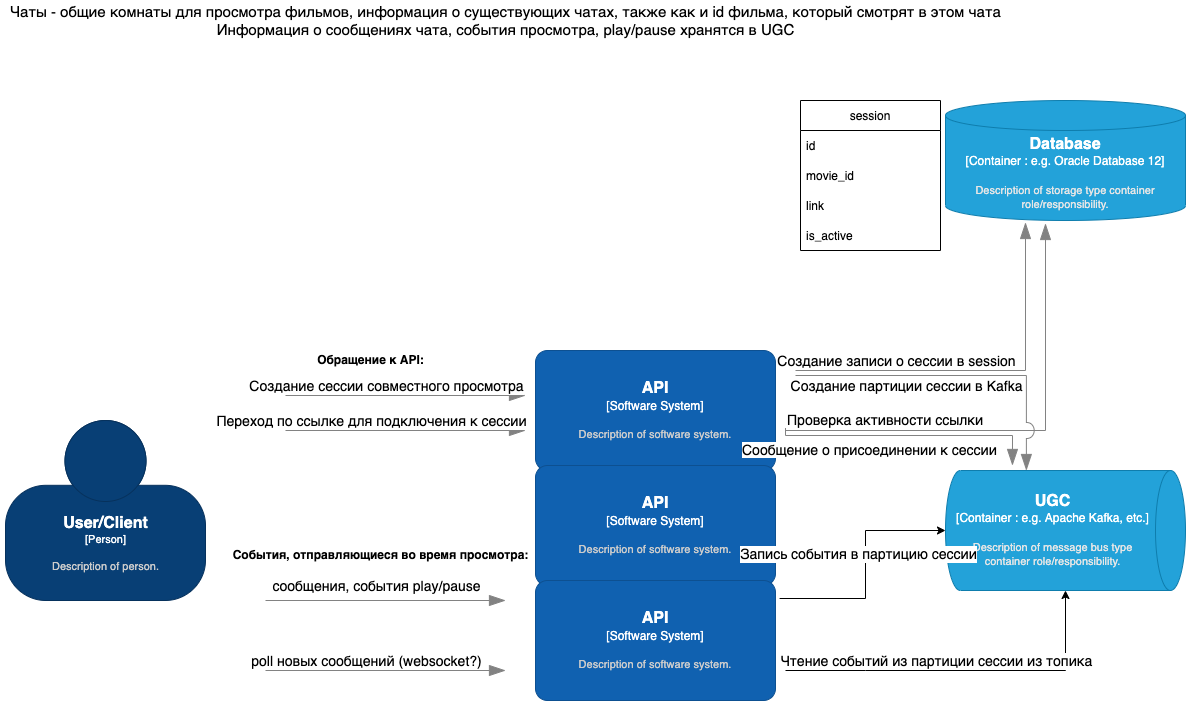 Чаты - общие комнаты для просмотра фильмов, информация о существующих чатах, также как и id фильма, который смотрят в этом чата
Информация о сообщениях чата, события просмотра, play/pause хранятся в UGC
session
id
movie_id
link
is_active
Database
[Container : e.g. Oracle Database 12]
Description of storage type container
role/responsibility.
Обращение к API:
Создание сессии совместного просмотра
Переход по ссылке для подключения к сессии
API
[Software System]
Description of software system.
Создание записи о сессии в session
Создание партиции сессии в Kafka
Проверка активности ссылки
Сообщение о присоединении к сессии
User/Client
[Person]
Description of person.
События, отправляющиеся во время просмотра:
сообщения, события play/pause
poll новых сообщений (websocket?)
API
[Software System]
Description of software system.
Запись события в партицию сессии
UGC
[Container : e.g. Apache Kafka, etc.]
Description of message bus type
container role/responsibility.
API
[Software System]
Description of software system.
Чтение событий из партиции сессии из топика